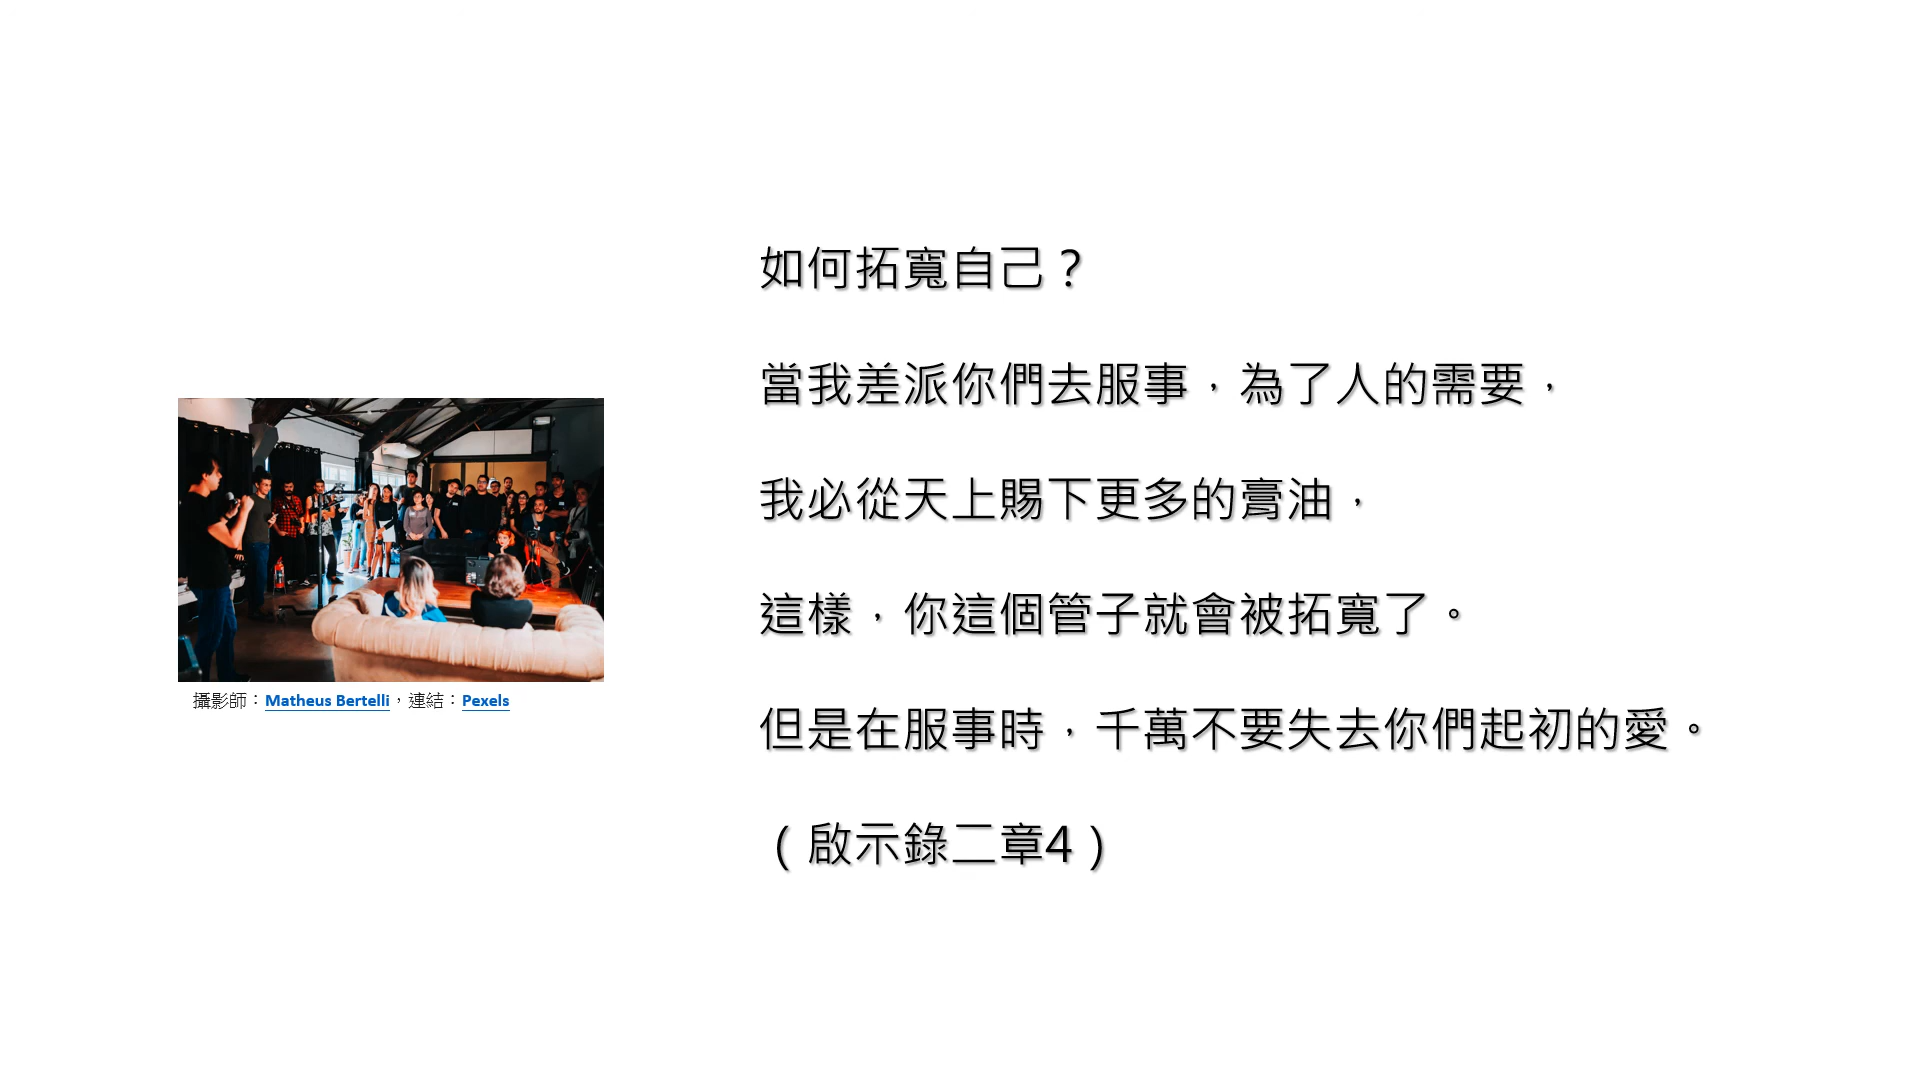 如何拓寬自己？
當我差派你們去服事，為了人的需要，
我必從天上賜下更多的膏油，
這樣，你這個管子就會被拓寬了。
但是在服事時，千萬不要失去你們起初的愛。
（啟示錄二章4）
攝影師：Matheus Bertelli，連結：Pexels